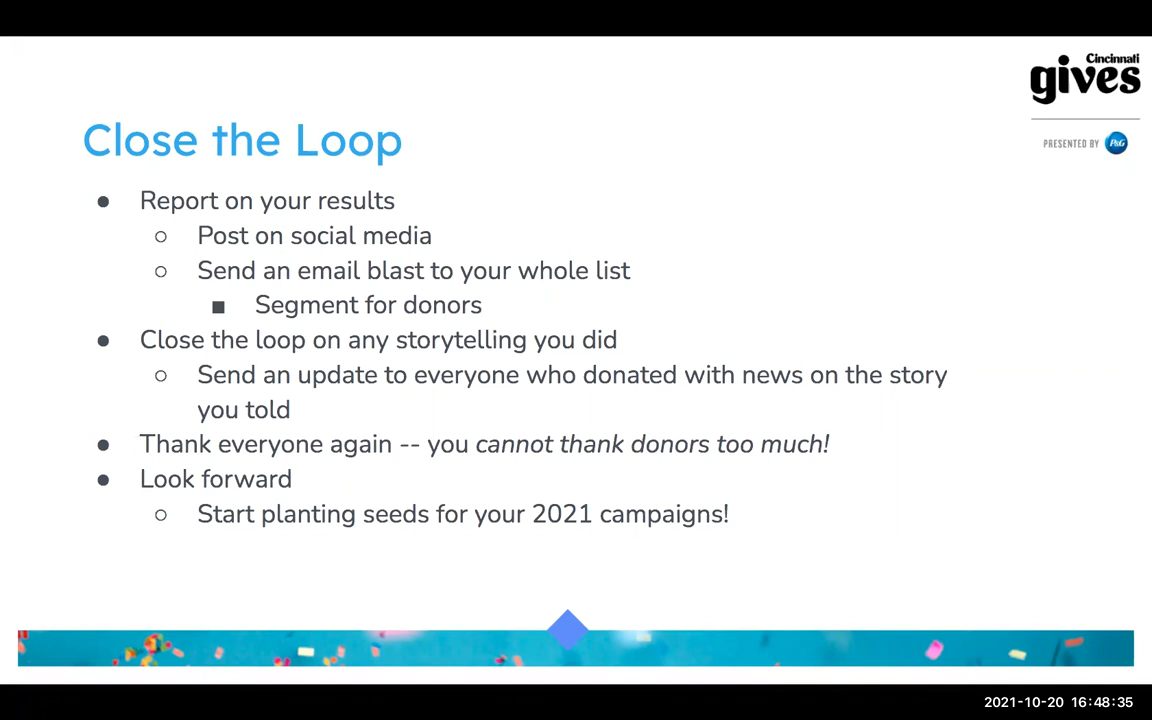 Cincinnati
gives
PRESENTED BY P&G
Close the Loop
● Report on your results
○ Post on social media
○ Send an email blast to your whole list
■ Segment for donors
● Close the loop on any storytelling you did
○ Send an update to everyone who donated with news on the story
you told
● Thank everyone again -- you cannot thank donors too much!
● Look forward
○ Start planting seeds for your 2021 campaigns!
2021-10-20 16:48:35